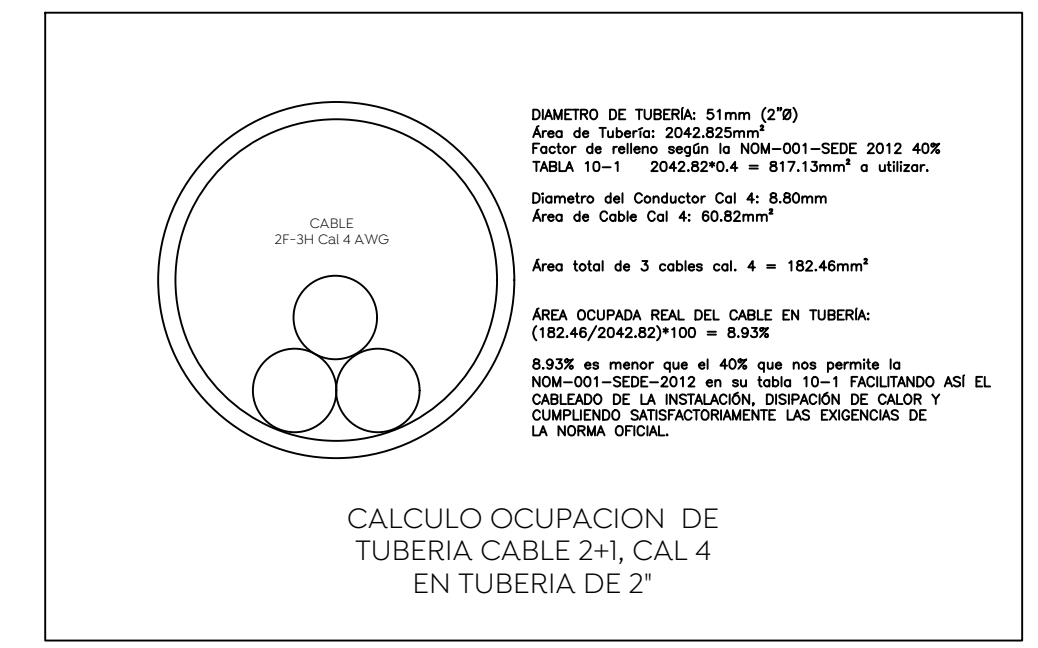 DIAMETRO DE TUBERÍA: 51mm (2"Ø)
Área de Tubería: 2042.825mm²
Factor de relleno según la NOM-001-SEDE 2012 40%
TABLA 10-1 2042.82*0.4 = 817.13mm² a utilizar.
Diametro del Conductor Cal 4: 8.80mm
Área de Cable Cal 4: 60.82mm²
CABLE
2F-3H Cal 4 AWG
Área total de 3 cables cal. 4 = 182.46mm²
ÁREA OCUPADA REAL DEL CABLE EN TUBERÍA:
(182.46/2042.82)*100 = 8.93%
8.93% es menor que el 40% que nos permite la
NOM-001-SEDE-2012 en su tabla 10-1 FACILITANDO ASÍ EL
CABLEADO DE LA INSTALACIÓN, DISIPACIÓN DE CALOR Y
CUMPLIENDO SATISFACTORIAMENTE LAS EXIGENCIAS DE
LA NORMA OFICIAL.
CALCULO OCUPACION DE
TUBERIA CABLE 2+1, CAL 4
EN TUBERIA DE 2"